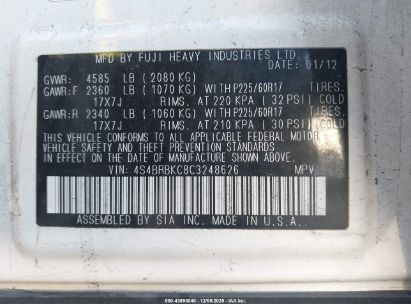 MFD BY FUJI HEAVY INDUSTRIES LTD.
DATE: 01/12
GVWR: 4585 LB (2080 KG)
GAWR:F 2360 LB (1070 KG) WITH P225/60R17 TIRES,
17X7J RIMS, AT 220 KPA (32 PSI) COLD
GAWR:R 2340 LB (1060 KG) WITH P225/60R17 TIRES,
17X7J RIMS, AT 210 KPA (30 PSI) COLD
THIS VEHICLE CONFORMS TO ALL APPLICABLE FEDERAL MOTOR
VEHICLE SAFETY AND
IN EFFECT ON THE DATE OF MANUFACTURE SHOWN ABOVE.
VIN: 4S4BRBKC8C3248626 MPV
ASSEMBLED BY SIA INC. MADE IN U.S.A.